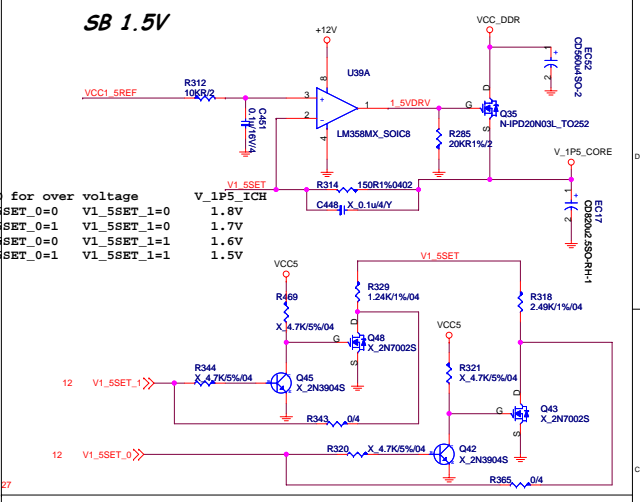 SB 1.5V
+12V
VCC_DDR
VCC1_5REF
R312
10KR/2
C451
0.1u/16V/4
3
2
+
-
8
4
1
U39A
LM358MX_SOIC8
1_5VDRV
R285
20KR1%/2
G
D
S
Q35
N-IPD20N03L_TO252
1
+
2
EC52
CD560u4SO-2
V_1P5_CORE
1
+
2
EC17
CD820u2.5SO-RH-1
V1_5SET
R314
150R1%0402
C448
X_0.1u/4/Y
D
C
for over voltage V_1P5_ICH
SET_0=0 V1_5SET_1=0 1.8V
SET_0=1 V1_5SET_1=0 1.7V
SET_0=0 V1_5SET_1=1 1.6V
SET_0=1 V1_5SET_1=1 1.5V
VCC5
R469
X_4.7K/5%/04
V1_5SET
R329
1.24K/1%/04
R318
2.49K/1%/04
G
D
S
Q48
X_2N7002S
VCC5
R321
X_4.7K/5%/04
R344
X_4.7K/5%/04
12 V1_5SET_1
Q45
X_2N3904S
R343
0/4
G
D
S
Q43
X_2N7002S
12 V1_5SET_0
R320
X_4.7K/5%/04
Q42
X_2N3904S
R365
0/4
27